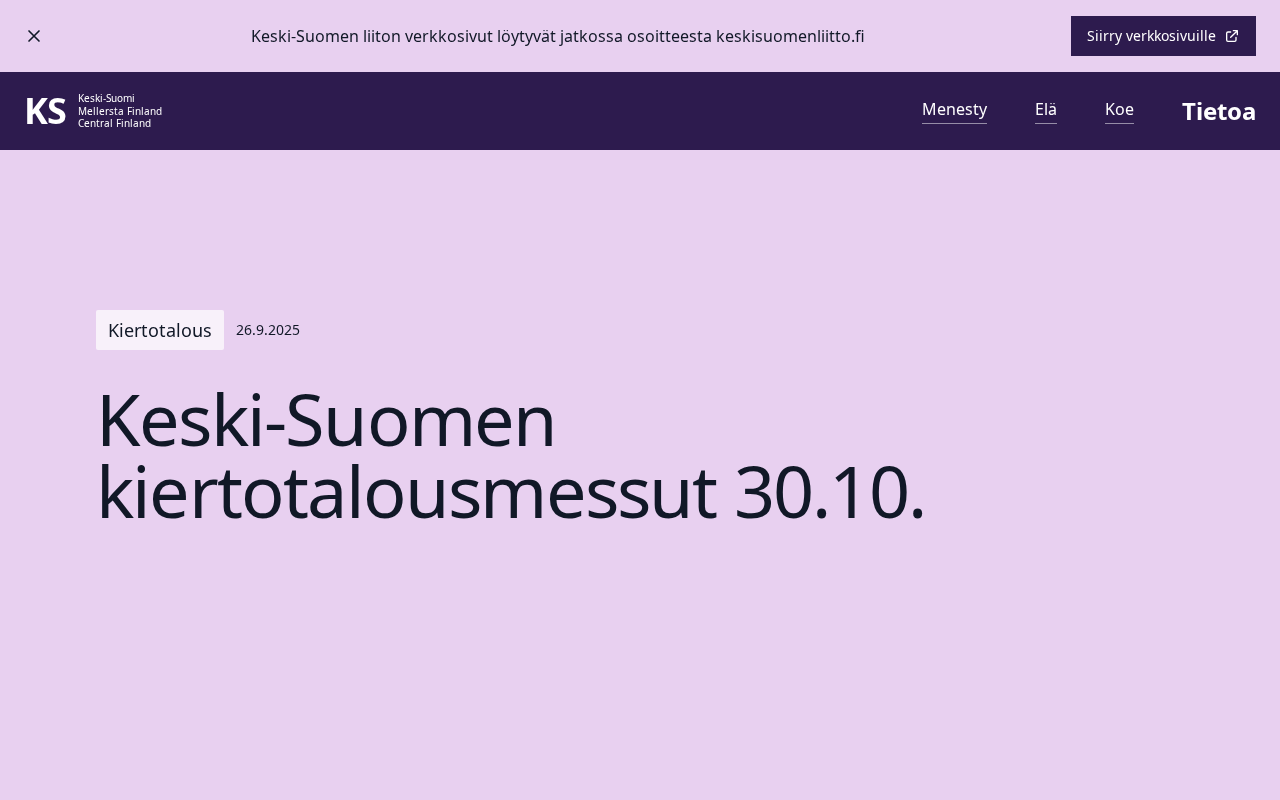 Keski-Suomen liiton verkkosivut löytyvät jatkossa osoitteesta keskisuomenliitto.fi
Siirry verkkosivuille
KS
Keski-Suomi
Mellersta Finland
Central Finland
Menesty
Elä
Koe
Tietoa
Kiertotalous
26.9.2025
Keski-Suomen
kiertotalousmessut 30.10.